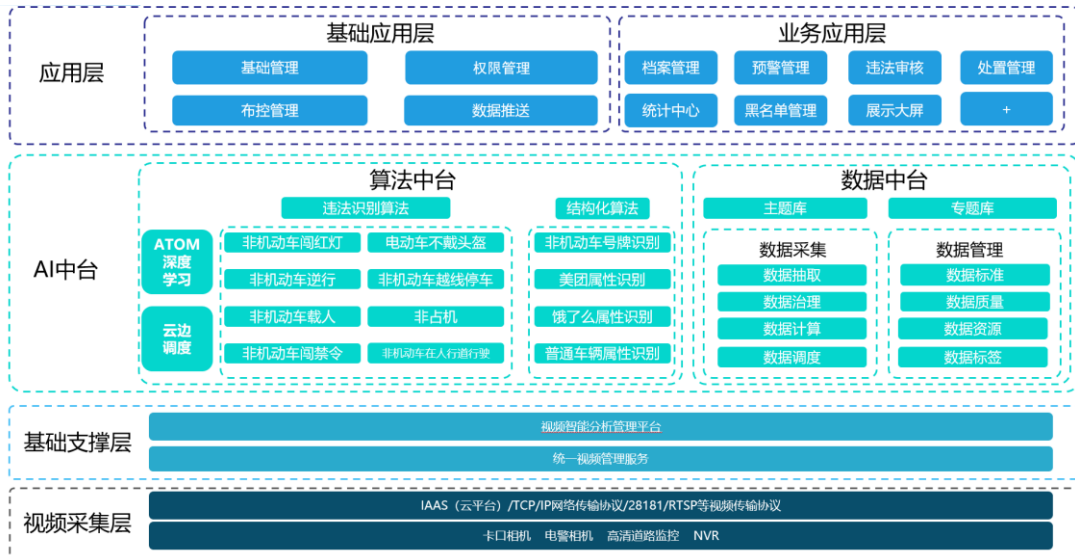 应用层
基础应用层
基础管理
权限管理
布控管理
数据推送
业务应用层
档案管理
预警管理
违法审核
处置管理
统计中心
黑名单管理
展示大屏
+
AI中台
算法中台
违法识别算法
结构化算法
ATOM
深度
学习
云边
调度
非机动车闯红灯
电动车不戴头盔
非机动车逆行
非机动车越线停车
非机动车载人
非占机
非机动车闯禁令
非机动车在人行道行驶
非机动车号牌识别
美团属性识别
饿了么属性识别
普通车辆属性识别
数据中台
主题库
专题库
数据采集
数据抽取
数据治理
数据计算
数据调度
数据管理
数据标准
数据质量
数据资源
数据标签
基础支撑层
视频智能分析管理平台
统一视频管理服务
视频采集层
IAAS（云平台）/TCP/IP网络传输协议/28181/RTSP等视频传输协议
卡口相机 电警相机 高清道路监控 NVR